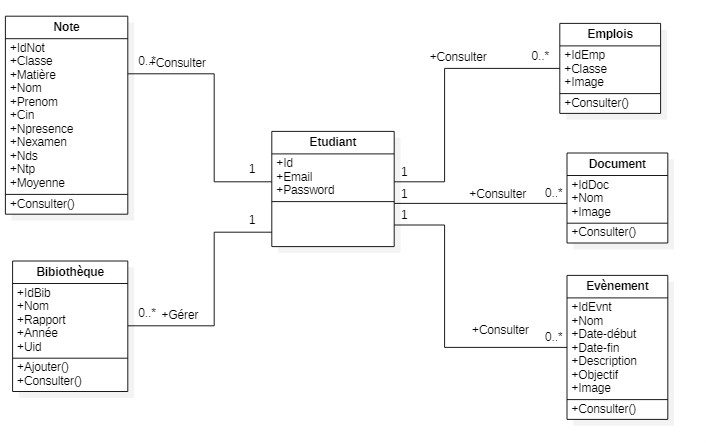 Note
+IdNot
+Classe
+Matière
+Nom
+Prenom
+Cin
+Npresence
+Nexamen
+Nds
+Ntp
+Moyenne
+Consulter()
0..*
+Consulter
1
Emplois
+IdEmp
+Classe
+Image
+Consulter()
+Consulter
0..*
1
Etudiant
+Id
+Email
+Password
Document
+IdDoc
+Nom
+Image
+Consulter()
1
+Consulter
0..*
Bibiothèque
+IdBib
+Nom
+Rapport
+Année
+Uid
+Ajouter()
+Consulter()
0..*
+Gérer
1
Evènement
+IdEvnt
+Nom
+Date-début
+Date-fin
+Description
+Objectif
+Image
+Consulter()
1
+Consulter
0..*